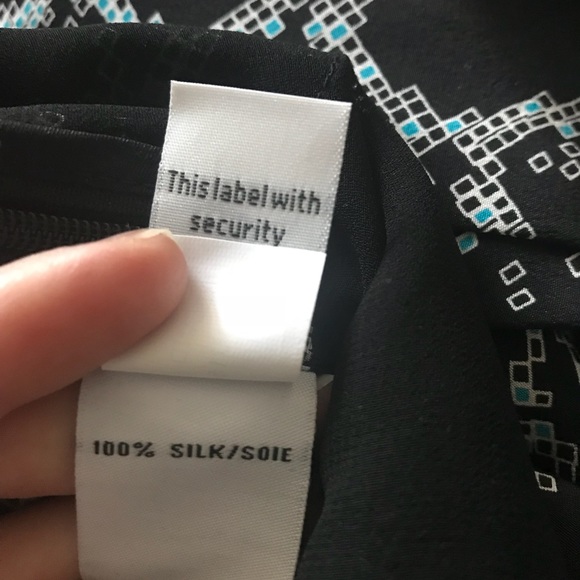 This label with
security
100% SILK/SOIE